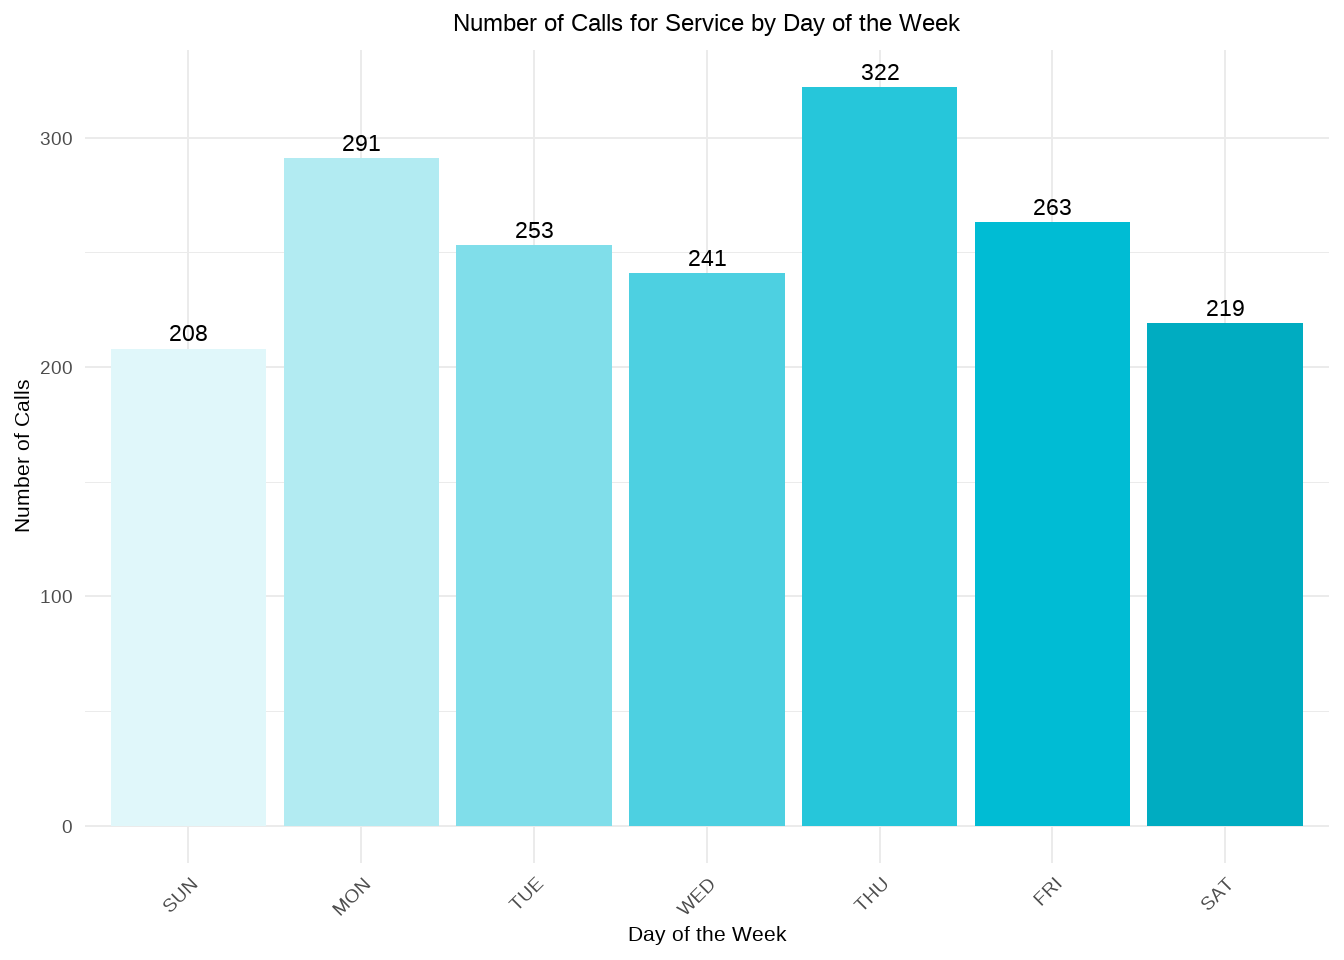 Number of Calls for Service by Day of the Week
322
300
291
263
253
241
219
208
200
100
0
Number of Calls
SUN
MON
TUE
WED
THU
FRI
SAT
Day of the Week